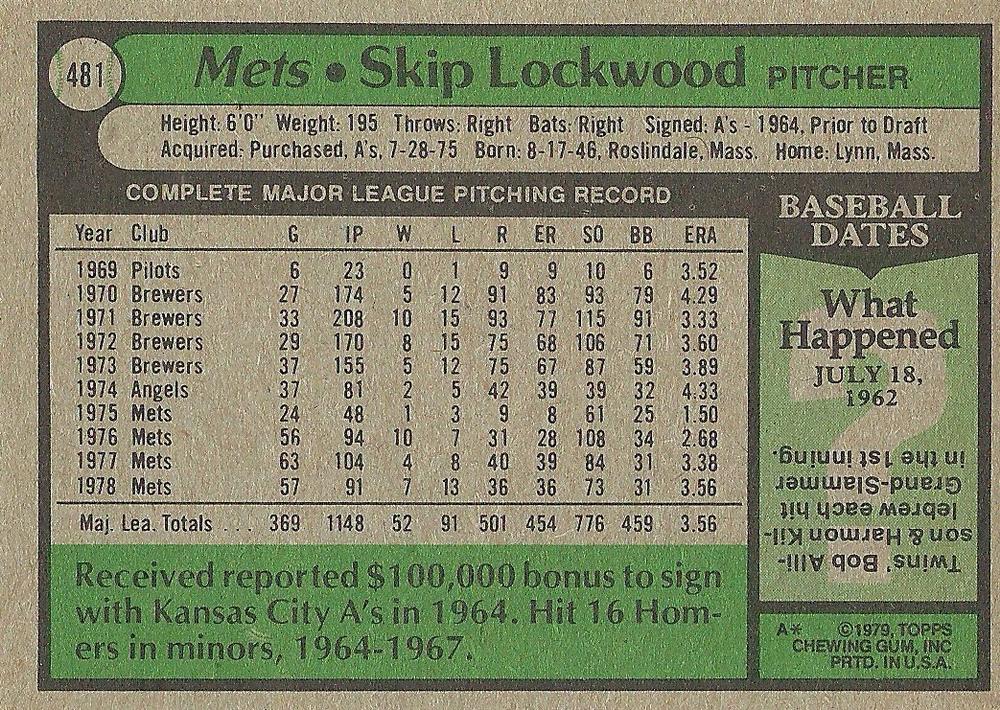 481
Mets • Skip Lockwood PITCHER
Height: 6'0" Weight: 195 Throws: Right Bats: Right Signed: A's - 1964, Prior to Draft
Acquired: Purchased, A's, 7-28-75 Born: 8-17-46, Roslindale, Mass. Home: Lynn, Mass.
COMPLETE MAJOR LEAGUE PITCHING RECORD
Year Club G IP W L R ER SO BB ERA
1969 Pilots 6 23 0 1 9 9 10 6 3.52
1970 Brewers 27 174 5 12 91 83 93 79 4.29
1971 Brewers 33 208 10 15 93 77 115 91 3.33
1972 Brewers 29 170 8 15 75 68 106 71 3.60
1973 Brewers 37 155 5 12 75 67 87 59 3.89
1974 Angels 37 81 2 5 42 39 39 32 4.33
1975 Mets 24 48 1 3 9 8 61 25 1.50
1976 Mets 56 94 10 7 31 28 108 34 2.68
1977 Mets 63 104 4 8 40 39 84 31 3.38
1978 Mets 57 91 7 13 36 36 73 31 3.56
Maj. Lea. Totals ... 369 1148 52 91 501 454 776 459 3.56
Received reported $100,000 bonus to sign
with Kansas City A's in 1964. Hit 16 Hom-
ers in minors, 1964-1967.
BASEBALL
DATES
What
Happened
JULY 18,
1962
?
Twins' Bob Alli-
son & Harmon Kil-
lebrew each hit
Grand-Slammer
in the 1st inning.
A* ©1979, TOPPS
CHEWING GUM, INC
PRTD. IN U.S.A.